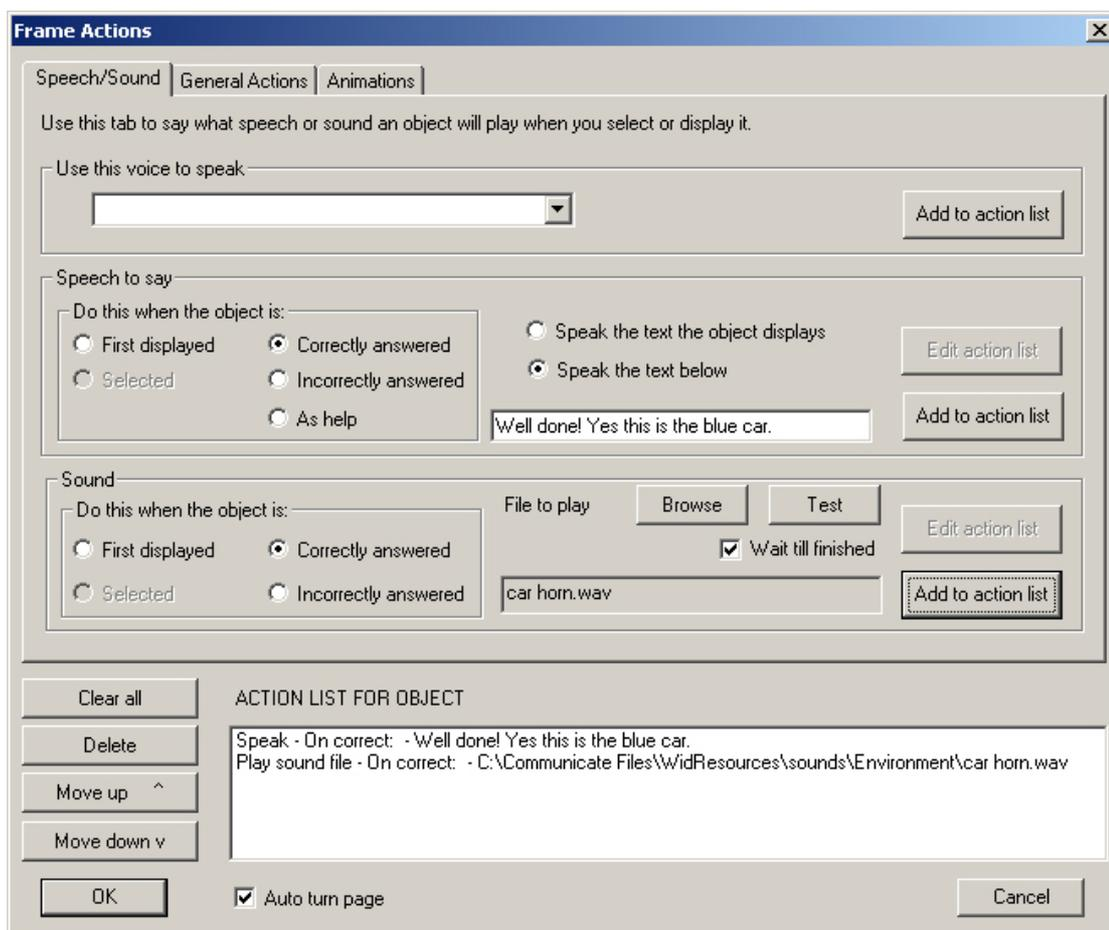 Frame Actions
Speech/Sound General Actions Animations
Use this tab to say what speech or sound an object will play when you select or display it.
Use this voice to speak
Add to action list
Speech to say
Do this when the object is:
First displayed Correctly answered
Selected Incorrectly answered
As help
Speak the text the object displays
Speak the text below
Well done! Yes this is the blue car.
Edit action list
Add to action list
Sound
Do this when the object is:
First displayed Correctly answered
Selected Incorrectly answered
File to play Browse Test
Wait till finished
car horn.wav
Edit action list
Add to action list
Clear all
Delete
Move up ^
Move down v
ACTION LIST FOR OBJECT
Speak - On correct:  - Well done! Yes this is the blue car.
Play sound file - On correct:  - C:\Communicate Files\WidResources\sounds\Environment\car horn.wav
OK Auto turn page Cancel